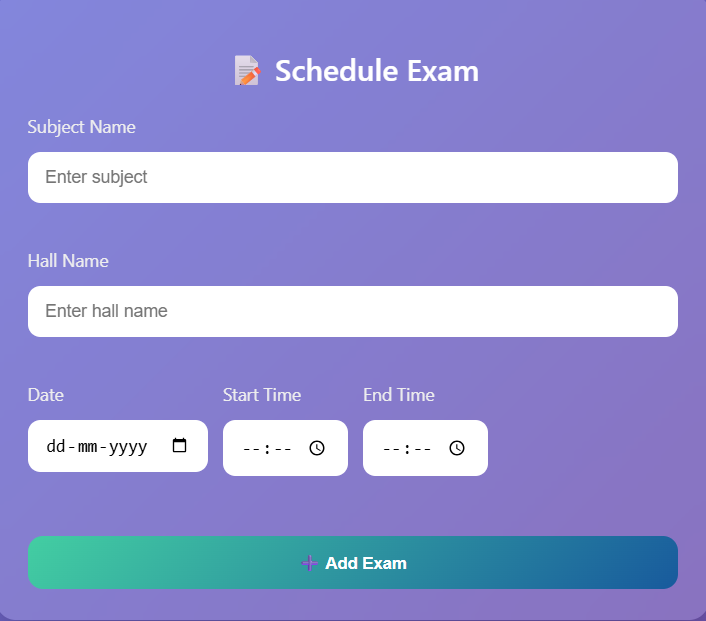 📝 Schedule Exam
Subject Name
Enter subject
Hall Name
Enter hall name
Date Start Time End Time
dd-mm-yyyy --:-- --:--
➕ Add Exam